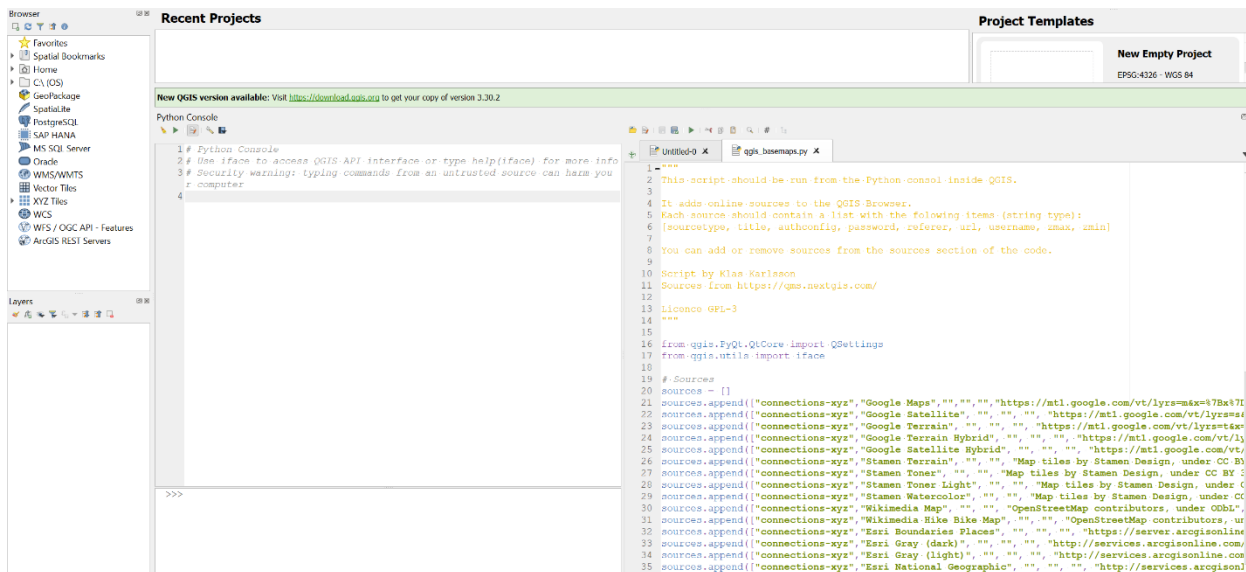 Browser
Favorites
Spatial Bookmarks
Home
C:\ (OS)
GeoPackage
SpatiaLite
PostgreSQL
SAP HANA
MS SQL Server
Oracle
WMS/WMTS
Vector Tiles
XYZ Tiles
WCS
WFS / OGC API - Features
ArcGIS REST Servers
Layers
Recent Projects
Project Templates
New Empty Project
EPSG:4326 - WGS 84
New QGIS version available: Visit https://download.qgis.org to get your copy of version 3.30.2
Python Console
1 # Python Console
2 # Use iface to access QGIS API interface or type help(iface) for more info
3 # Security warning: typing commands from an untrusted source can harm you
r computer
4
>>>
Untitled-0
qgis_basemaps.py
1 """
2 This script should be run from the Python consol inside QGIS.
3
4 It adds online sources to the QGIS Browser.
5 Each source should contain a list with the folowing items (string type):
6 [sourcetype, title, authconfig, password, referer, url, username, zmax, zmin]
7
8 You can add or remove sources from the sources section of the code.
9
10 Script by Klas Karlsson
11 Sources from https://qms.nextgis.com/
12
13 Licence GPL-3
14 """
15
16 from qgis.PyQt.QtCore import QSettings
17 from qgis.utils import iface
18
19 # Sources
20 sources = []
21 sources.append(["connections-xyz","Google Maps","","","","https://mt1.google.com/vt/lyrs=m&x=%7Bx%7D
22 sources.append(["connections-xyz","Google Satellite", "", "", "", "https://mt1.google.com/vt/lyrs=s&
23 sources.append(["connections-xyz","Google Terrain", "", "", "", "https://mt1.google.com/vt/lyrs=t&x=
24 sources.append(["connections-xyz","Google Terrain Hybrid", "", "", "", "https://mt1.google.com/vt/ly
25 sources.append(["connections-xyz","Google Satellite Hybrid", "", "", "", "https://mt1.google.com/vt/
26 sources.append(["connections-xyz","Stamen Terrain", "", "", "Map tiles by Stamen Design, under CC BY
27 sources.append(["connections-xyz","Stamen Toner", "", "", "Map tiles by Stamen Design, under CC BY 3
28 sources.append(["connections-xyz","Stamen Toner Light", "", "", "Map tiles by Stamen Design, under C
29 sources.append(["connections-xyz","Stamen Watercolor", "", "", "Map tiles by Stamen Design, under CC
30 sources.append(["connections-xyz","Wikimedia Map", "", "", "OpenStreetMap contributors, under ODbL",
31 sources.append(["connections-xyz","Wikimedia Hike Bike Map", "", "", "OpenStreetMap contributors, un
32 sources.append(["connections-xyz","Esri Boundaries Places", "", "", "", "https://server.arcgisonline
33 sources.append(["connections-xyz","Esri Gray (dark)", "", "", "", "http://services.arcgisonline.com/
34 sources.append(["connections-xyz","Esri Gray (light)", "", "", "", "http://services.arcgisonline.com
35 sources.append(["connections-xyz","Esri National Geographic", "", "", "", "http://services.arcgisonl